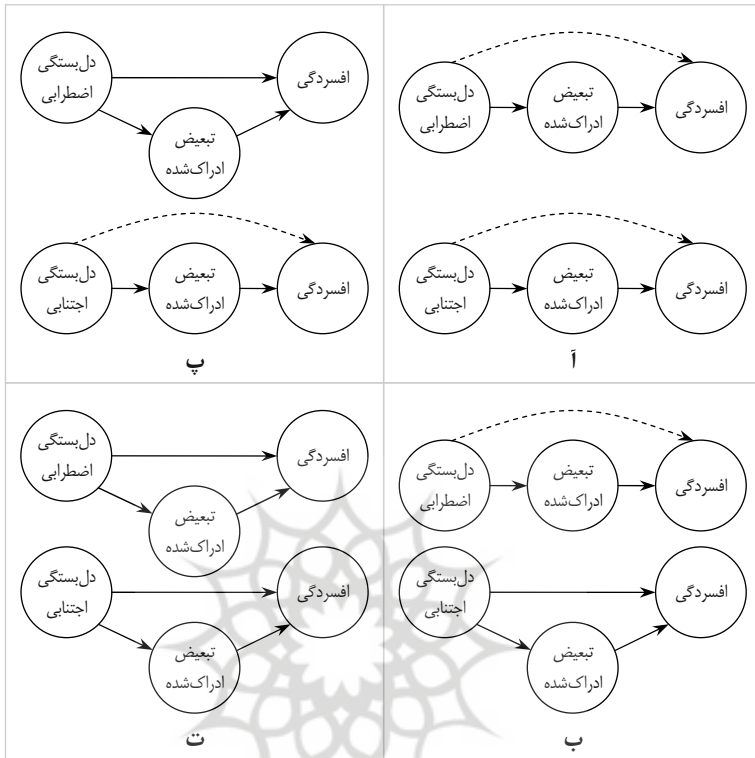 دل‌بستگی
اضطرابی
تبعیض
ادراک‌شده
افسردگی
دل‌بستگی
اجتنابی
تبعیض
ادراک‌شده
افسردگی
آ
دل‌بستگی
اضطرابی
تبعیض
ادراک‌شده
افسردگی
دل‌بستگی
اجتنابی
تبعیض
ادراک‌شده
افسردگی
پ
دل‌بستگی
اضطرابی
تبعیض
ادراک‌شده
افسردگی
دل‌بستگی
اجتنابی
تبعیض
ادراک‌شده
افسردگی
ب
دل‌بستگی
اضطرابی
تبعیض
ادراک‌شده
افسردگی
دل‌بستگی
اجتنابی
تبعیض
ادراک‌شده
افسردگی
ت